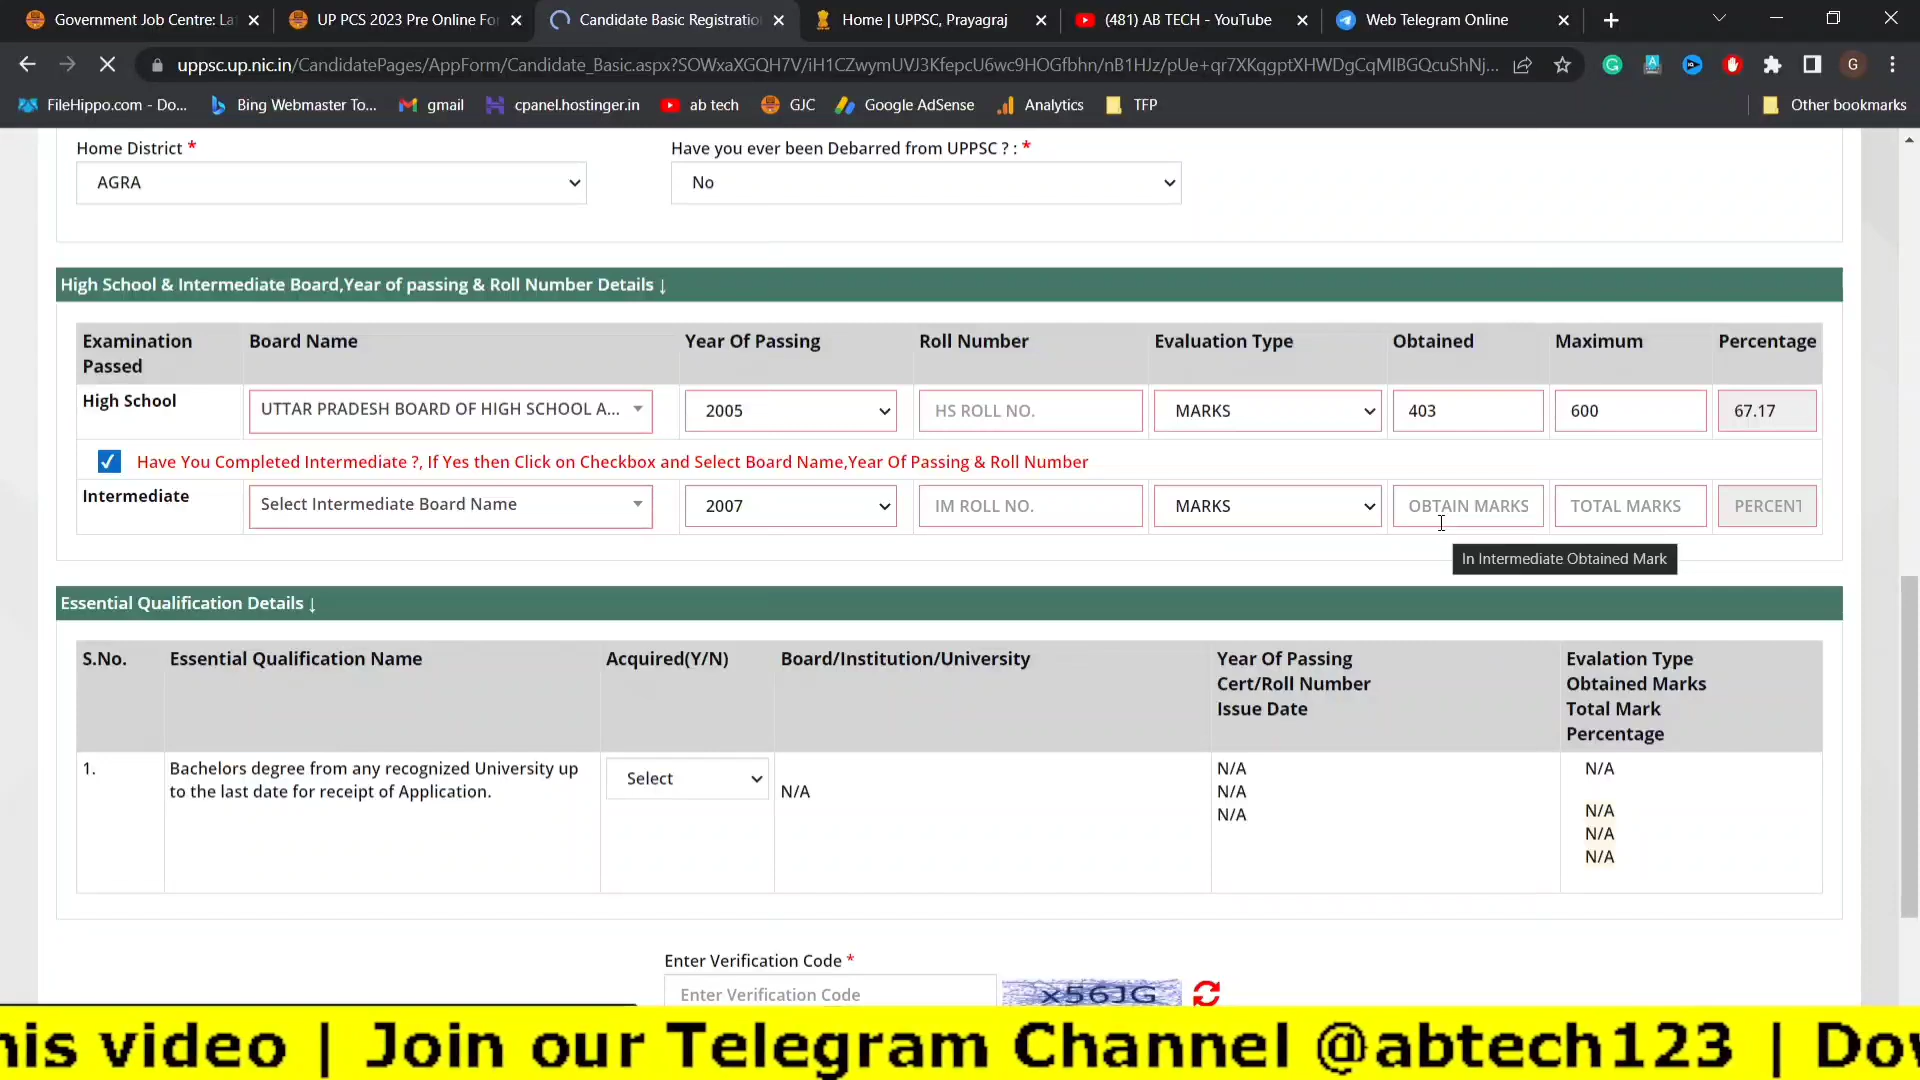 Government Job Centre: La
UP PCS 2023 Pre Online For
Candidate Basic Registratio
Home | UPPSC, Prayagraj
(481) AB TECH - YouTube
Web Telegram Online
uppsc.up.nic.in/CandidatePages/AppForm/Candidate_Basic.aspx?SOWxaXGQH7V/iH1CZwymUVJ3KfepcU6wc9HOGfbhn/nB1HJz/pUe+qr7XKqgptXHWDgCqMIBGQcuShNj...
G
FileHippo.com - Do...
Bing Webmaster To...
gmail
cpanel.hostinger.in
ab tech
GJC
Google AdSense
Analytics
TFP
Other bookmarks
Home District *
Have you ever been Debarred from UPPSC ? : *
AGRA
No
High School & Intermediate Board,Year of passing & Roll Number Details ↓
Examination Passed
Board Name
Year Of Passing
Roll Number
Evaluation Type
Obtained
Maximum
Percentage
High School
UTTAR PRADESH BOARD OF HIGH SCHOOL A...
2005
HS ROLL NO.
MARKS
403
600
67.17
Have You Completed Intermediate ?, If Yes then Click on Checkbox and Select Board Name,Year Of Passing & Roll Number
Intermediate
Select Intermediate Board Name
2007
IM ROLL NO.
MARKS
OBTAIN MARKS
TOTAL MARKS
PERCENT
In Intermediate Obtained Mark
Essential Qualification Details ↓
S.No.
Essential Qualification Name
Acquired(Y/N)
Board/Institution/University
Year Of Passing
Cert/Roll Number
Issue Date
Evalation Type
Obtained Marks
Total Mark
Percentage
1.
Bachelors degree from any recognized University up
to the last date for receipt of Application.
Select
N/A
N/A
N/A
N/A
N/A
N/A
N/A
N/A
Enter Verification Code *
Enter Verification Code
x56JG
his video | Join our Telegram Channel @abtech123 | Dov